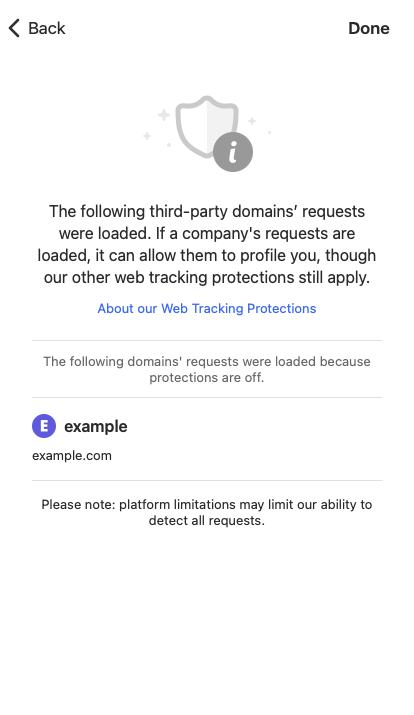 Back
Done
The following third-party domains’ requests
were loaded. If a company's requests are
loaded, it can allow them to profile you, though
our other web tracking protections still apply.
About our Web Tracking Protections
The following domains' requests were loaded because
protections are off.
E example
example.com
Please note: platform limitations may limit our ability to
detect all requests.